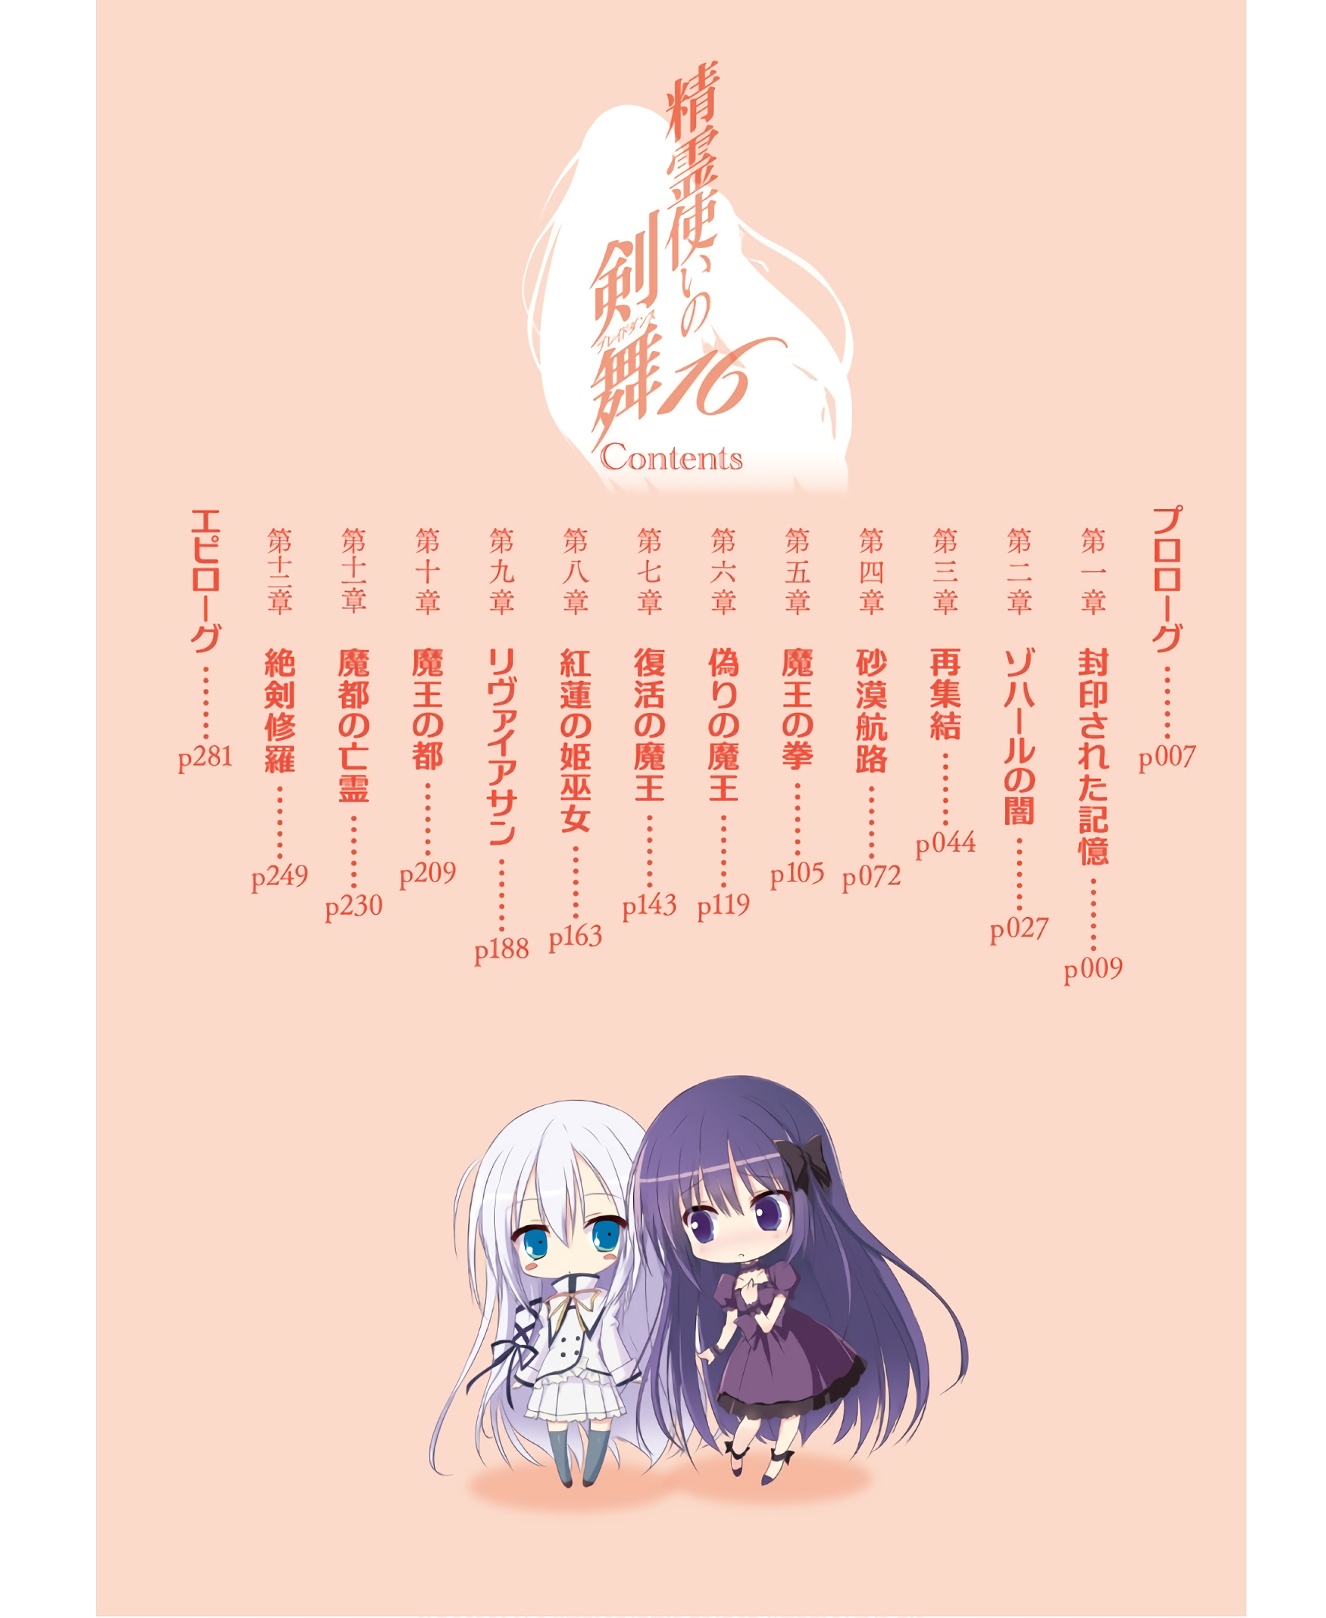 精霊使いの
剣舞
ブレイドダンス
16
Contents
プロローグ………p007
第一章 封印された記憶………p009
第二章 ゾハールの闇………p027
第三章 再集結………p044
第四章 砂漠航路………p072
第五章 魔王の拳………p105
第六章 偽りの魔王………p119
第七章 復活の魔王………p143
第八章 紅蓮の姫巫女………p163
第九章 リヴァイアサン………p188
第十章 魔王の都………p209
第十一章 魔都の亡霊………p230
第十二章 絶剣修羅………p249
エピローグ………p281